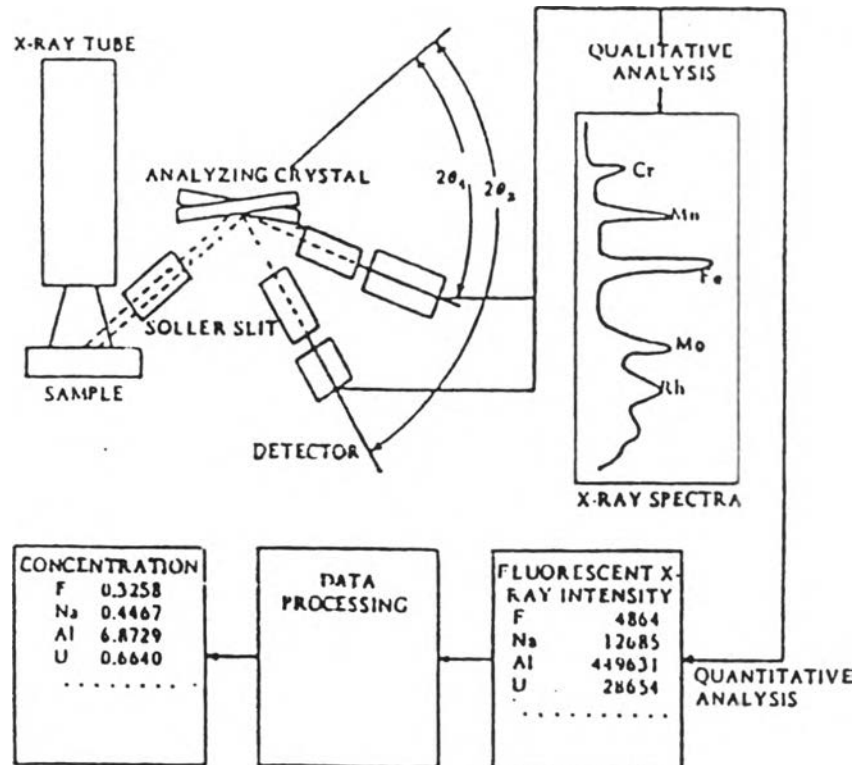 X-RAY TUBE
ANALYZING CRYSTAL
SOLLER SLIT
SAMPLE
DETECTOR
2θ₁
2θ₂
QUALITATIVE
ANALYSIS
Cr
Mn
Fe
Mo
Rh
X-RAY SPECTRA
CONCENTRATION
F 0.3258
Na 0.4467
Al 6.8729
U 0.6640
. . . . . . . . .
DATA
PROCESSING
FLUORESCENT X-
RAY INTENSITY
F 4864
Na 12685
Al 449631
U 28654
. . . . . . . . . .
QUANTITATIVE
ANALYSIS